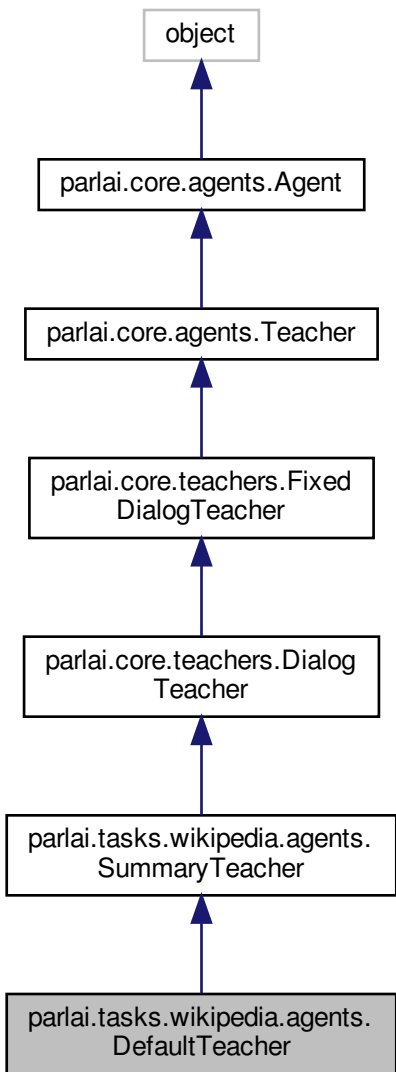 object
parlai.core.agents.Agent
parlai.core.agents.Teacher
parlai.core.teachers.Fixed
DialogTeacher
parlai.core.teachers.Dialog
Teacher
parlai.tasks.wikipedia.agents.
SummaryTeacher
parlai.tasks.wikipedia.agents.
DefaultTeacher